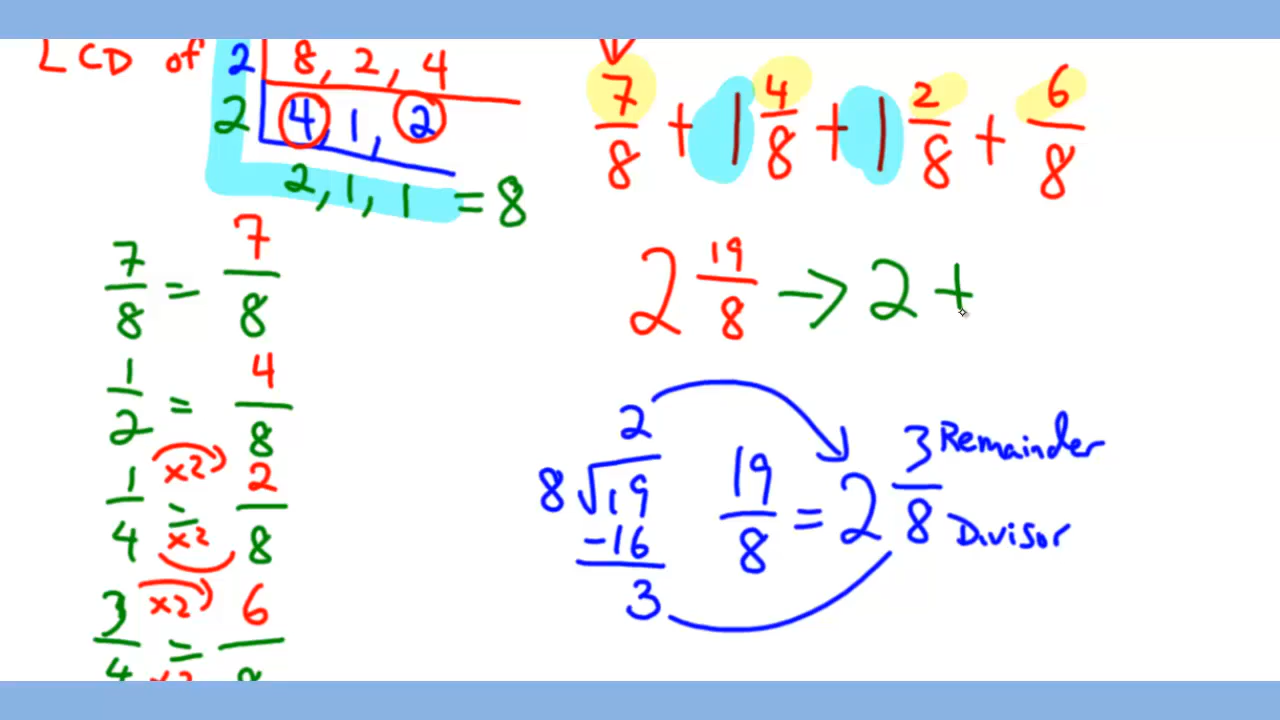 LCD of 2 | 8, 2, 4
2 | 4, 1, 2
2, 1, 1 = 8
7/8 = 7/8
1/2 = 4/8
x2
1/4 = 2/8
x2
x2
3/4 = 6/8
x2
7/8 + 1 4/8 + 1 2/8 + 6/8
2 19/8 → 2 +
2
8 √19
-16
3
19/8 = 2 3/8
Remainder
Divisor